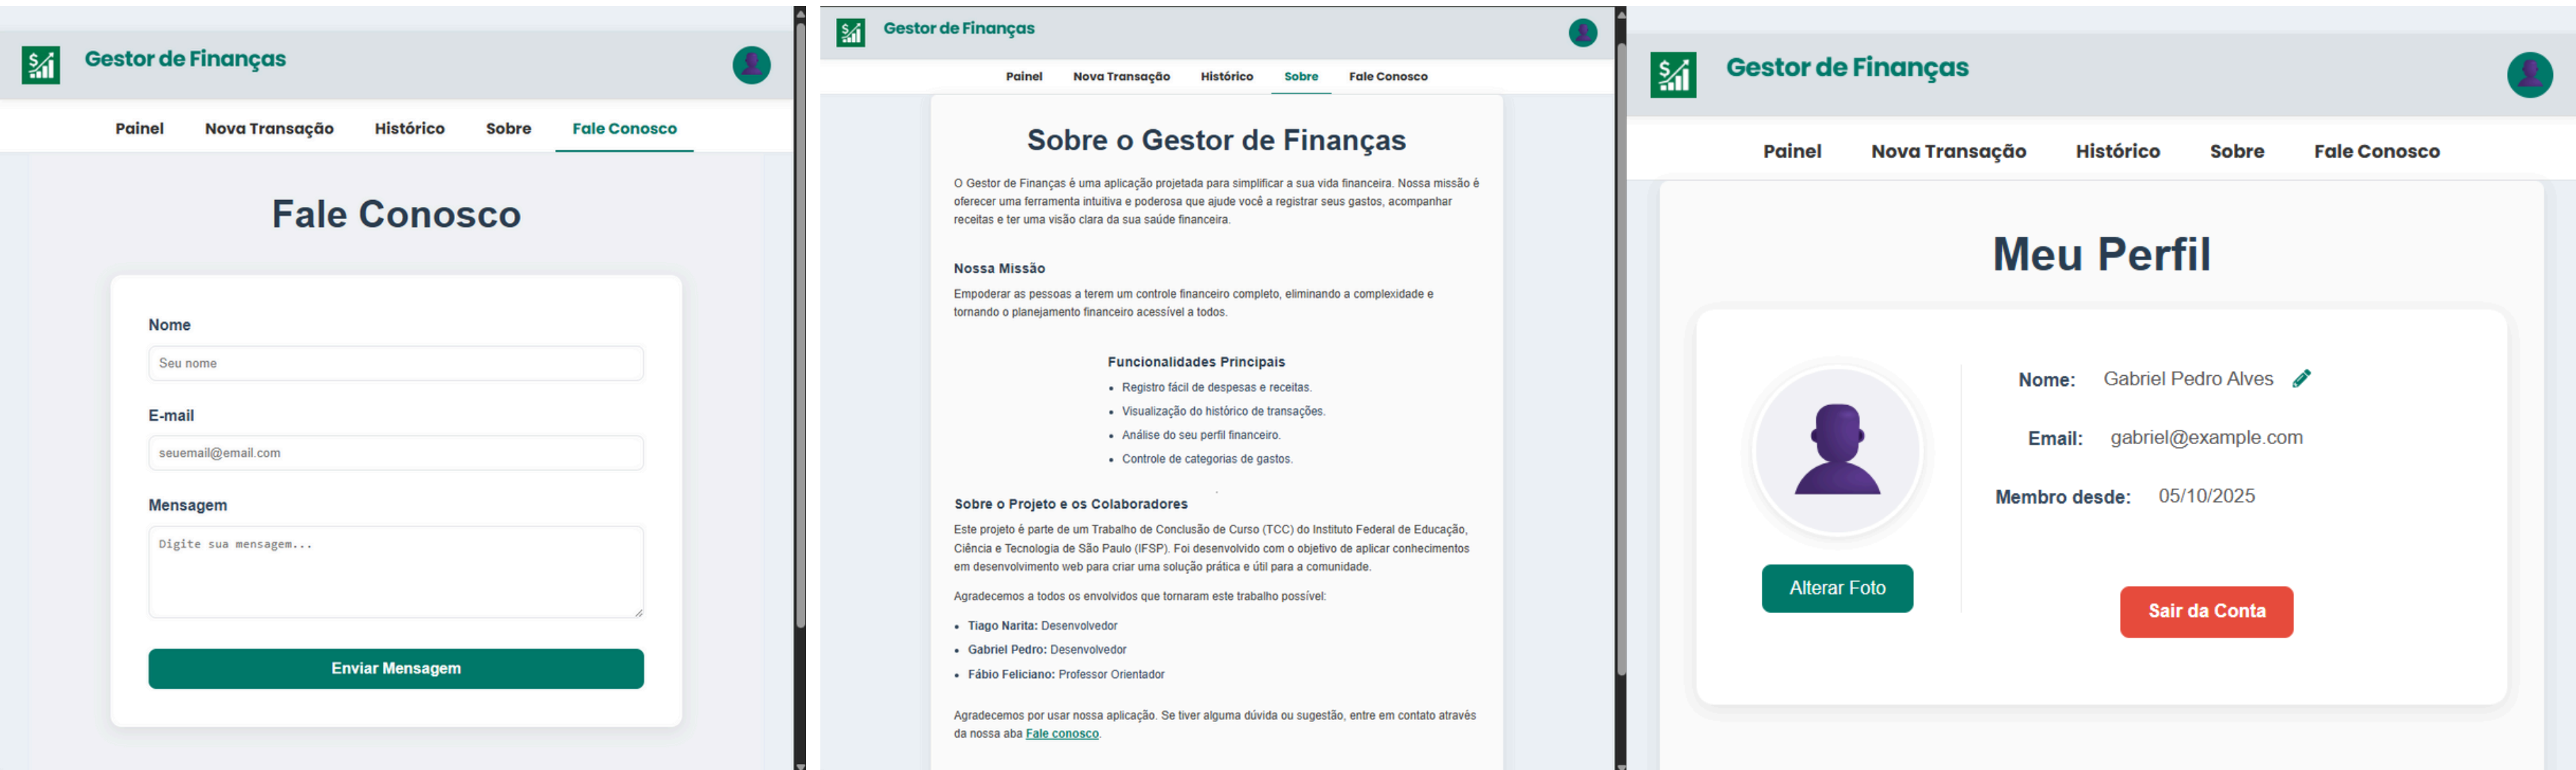 Gestor de Finanças
Painel Nova Transação Histórico Sobre Fale Conosco
Fale Conosco
Nome
Seu nome
E-mail
seuemail@email.com
Mensagem
Digite sua mensagem...
Enviar Mensagem
Gestor de Finanças
Painel Nova Transação Histórico Sobre Fale Conosco
Sobre o Gestor de Finanças
O Gestor de Finanças é uma aplicação projetada para simplificar a sua vida financeira. Nossa missão é
oferecer uma ferramenta intuitiva e poderosa que ajude você a registrar seus gastos, acompanhar
receitas e ter uma visão clara da sua saúde financeira.
Nossa Missão
Empoderar as pessoas a terem um controle financeiro completo, eliminando a complexidade e
tornando o planejamento financeiro acessível a todos.
Funcionalidades Principais
• Registro fácil de despesas e receitas.
• Visualização do histórico de transações.
• Análise do seu perfil financeiro.
• Controle de categorias de gastos.
Sobre o Projeto e os Colaboradores
Este projeto é parte de um Trabalho de Conclusão de Curso (TCC) do Instituto Federal de Educação,
Ciência e Tecnologia de São Paulo (IFSP). Foi desenvolvido com o objetivo de aplicar conhecimentos
em desenvolvimento web para criar uma solução prática e útil para a comunidade.
Agradecemos a todos os envolvidos que tornaram este trabalho possível:
• Tiago Narita: Desenvolvedor
• Gabriel Pedro: Desenvolvedor
• Fábio Feliciano: Professor Orientador
Agradecemos por usar nossa aplicação. Se tiver alguma dúvida ou sugestão, entre em contato através
da nossa aba Fale conosco.
Gestor de Finanças
Painel Nova Transação Histórico Sobre Fale Conosco
Meu Perfil
Nome: Gabriel Pedro Alves
Email: gabriel@example.com
Membro desde: 05/10/2025
Alterar Foto
Sair da Conta